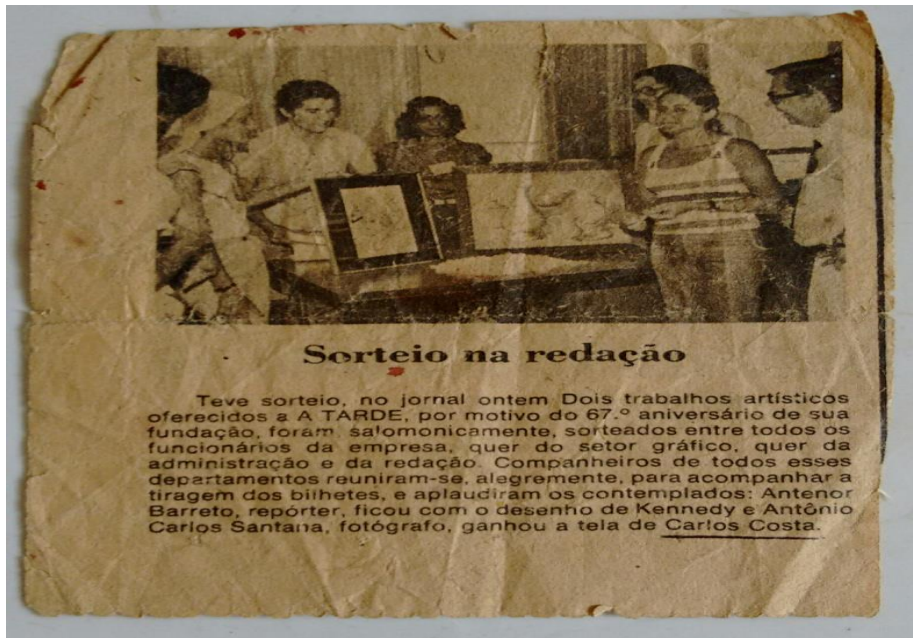 Sorteio na redação
Teve sorteio, no jornal ontem Dois trabalhos artísticos
oferecidos a A TARDE, por motivo do 67.º aniversário de sua
fundação, foram, salomonicamente, sorteados entre todos os
funcionários da empresa, quer do setor gráfico, quer da
administração e da redação. Companheiros de todos esses
departamentos reuniram-se, alegremente, para acompanhar a
tiragem dos bilhetes, e aplaudiram os contemplados: Antenor
Barreto, repórter, ficou com o desenho de Kennedy e Antônio
Carlos Santana, fotógrafo, ganhou a tela de Carlos Costa.